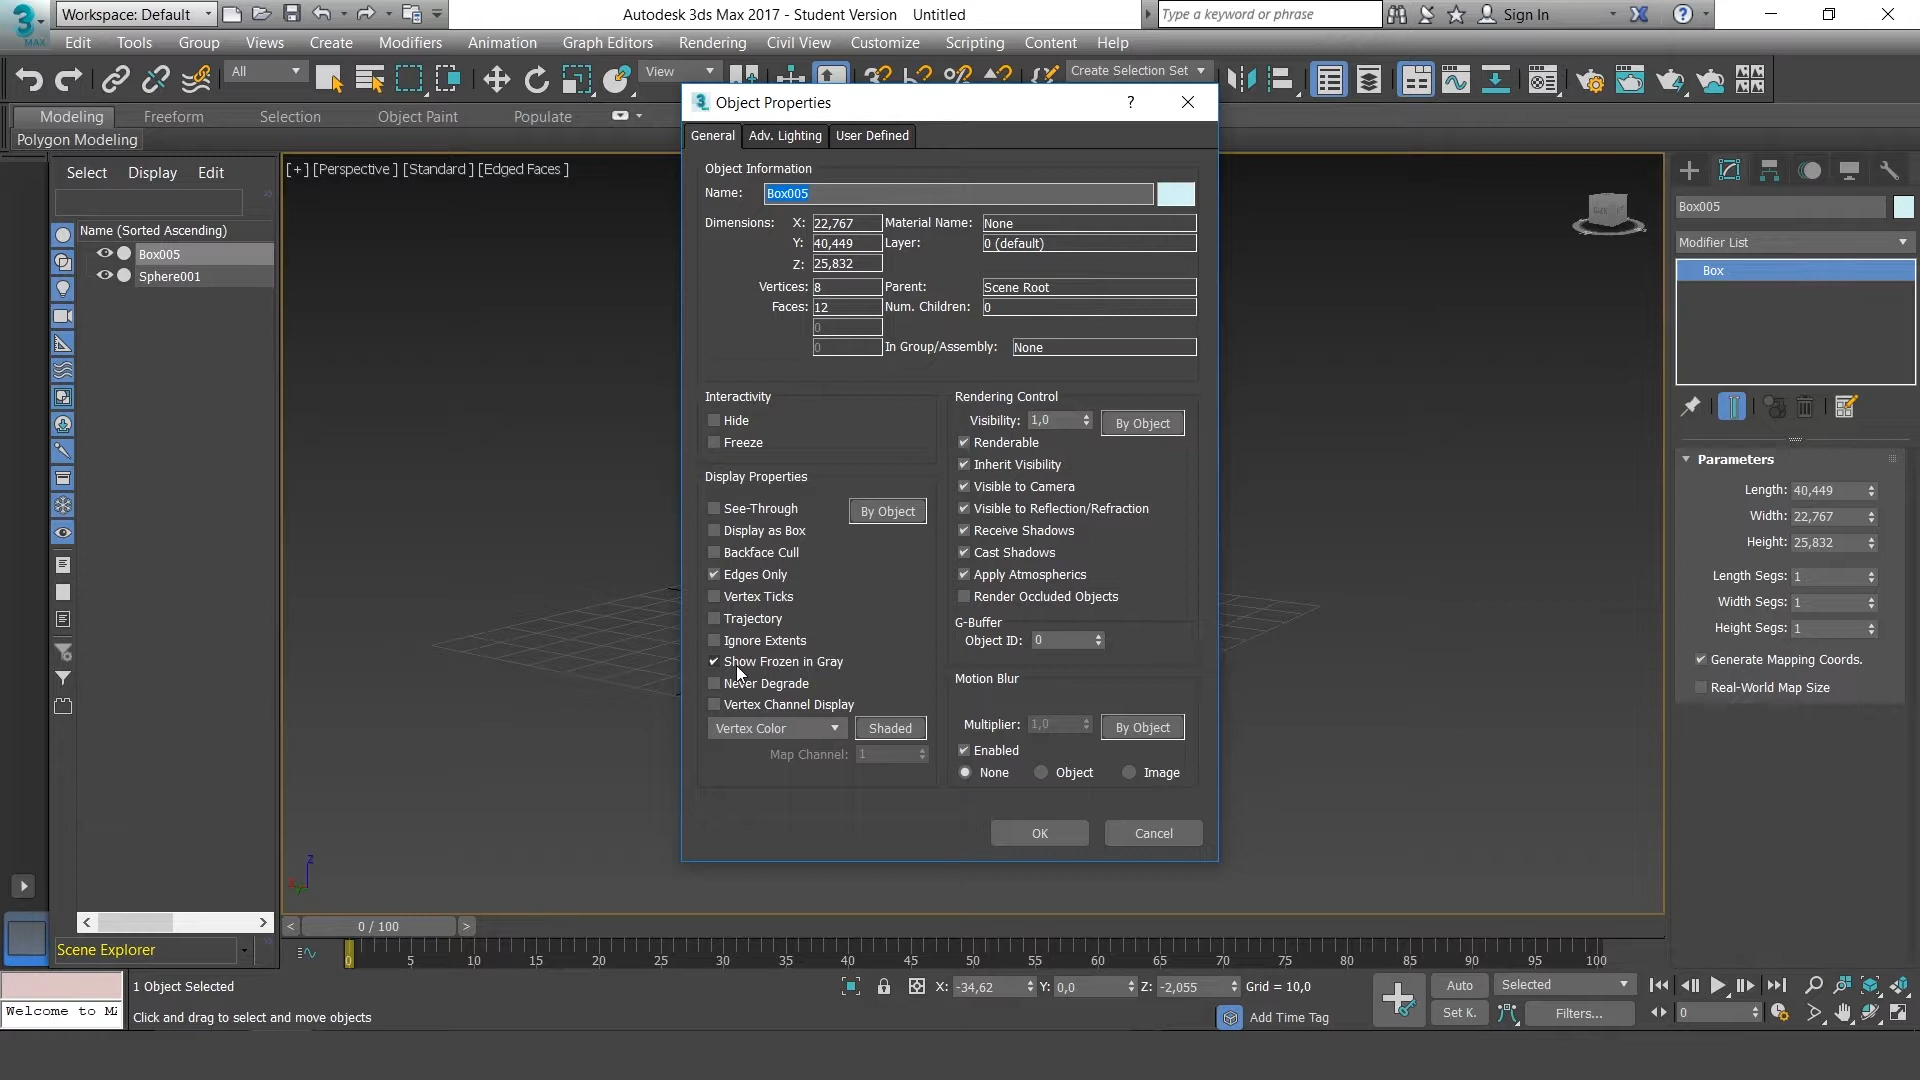 3 MAX
Workspace: Default
Autodesk 3ds Max 2017 - Student Version Untitled
Type a keyword or phrase
Sign In
Edit Tools Group Views Create Modifiers Animation Graph Editors Rendering Civil View Customize Scripting Content Help
All
View
Create Selection Set
Modeling Freeform Selection Object Paint Populate
Polygon Modeling
Select Display Edit
Name (Sorted Ascending)
Box005
Sphere001
[+] [Perspective ] [Standard ] [Edged Faces ]
Object Properties
?
General Adv. Lighting User Defined
Object Information
Name: Box005
Dimensions: X: 22,767 Material Name: None
Y: 40,449 Layer: 0 (default)
Z: 25,832
Vertices: 8 Parent: Scene Root
Faces: 12 Num. Children: 0
0
0 In Group/Assembly: None
Interactivity
Hide
Freeze
Display Properties
See-Through By Object
Display as Box
Backface Cull
Edges Only
Vertex Ticks
Trajectory
Ignore Extents
Show Frozen in Gray
Never Degrade
Vertex Channel Display
Vertex Color Shaded
Map Channel: 1
Rendering Control
Visibility: 1,0 By Object
Renderable
Inherit Visibility
Visible to Camera
Visible to Reflection/Refraction
Receive Shadows
Cast Shadows
Apply Atmospherics
Render Occluded Objects
G-Buffer
Object ID: 0
Motion Blur
Multiplier: 1,0 By Object
Enabled
None Object Image
OK Cancel
Box005
Modifier List
Box
Parameters
Length: 40,449
Width: 22,767
Height: 25,832
Length Segs: 1
Width Segs: 1
Height Segs: 1
Generate Mapping Coords.
Real-World Map Size
z
Scene Explorer
< 0 / 100 >
0 5 10 15 20 25 30 35 40 45 50 55 60 65 70 75 80 85 90 95 100
1 Object Selected
X: -34,62 Y: 0,0 Z: -2,055 Grid = 10,0
Auto Selected
Welcome to
Click and drag to select and move objects
Add Time Tag
Set K. Filters... 0